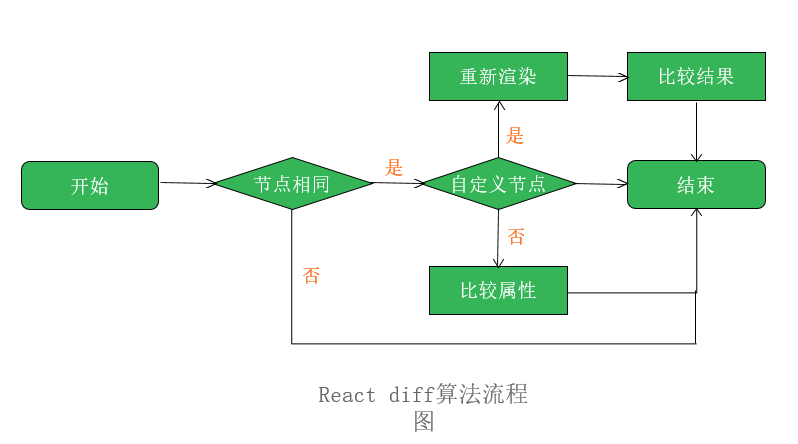 重新渲染
比较结果
是
开始
节点相同
是
自定义节点
结束
否
否
比较属性
React diff算法流程
图